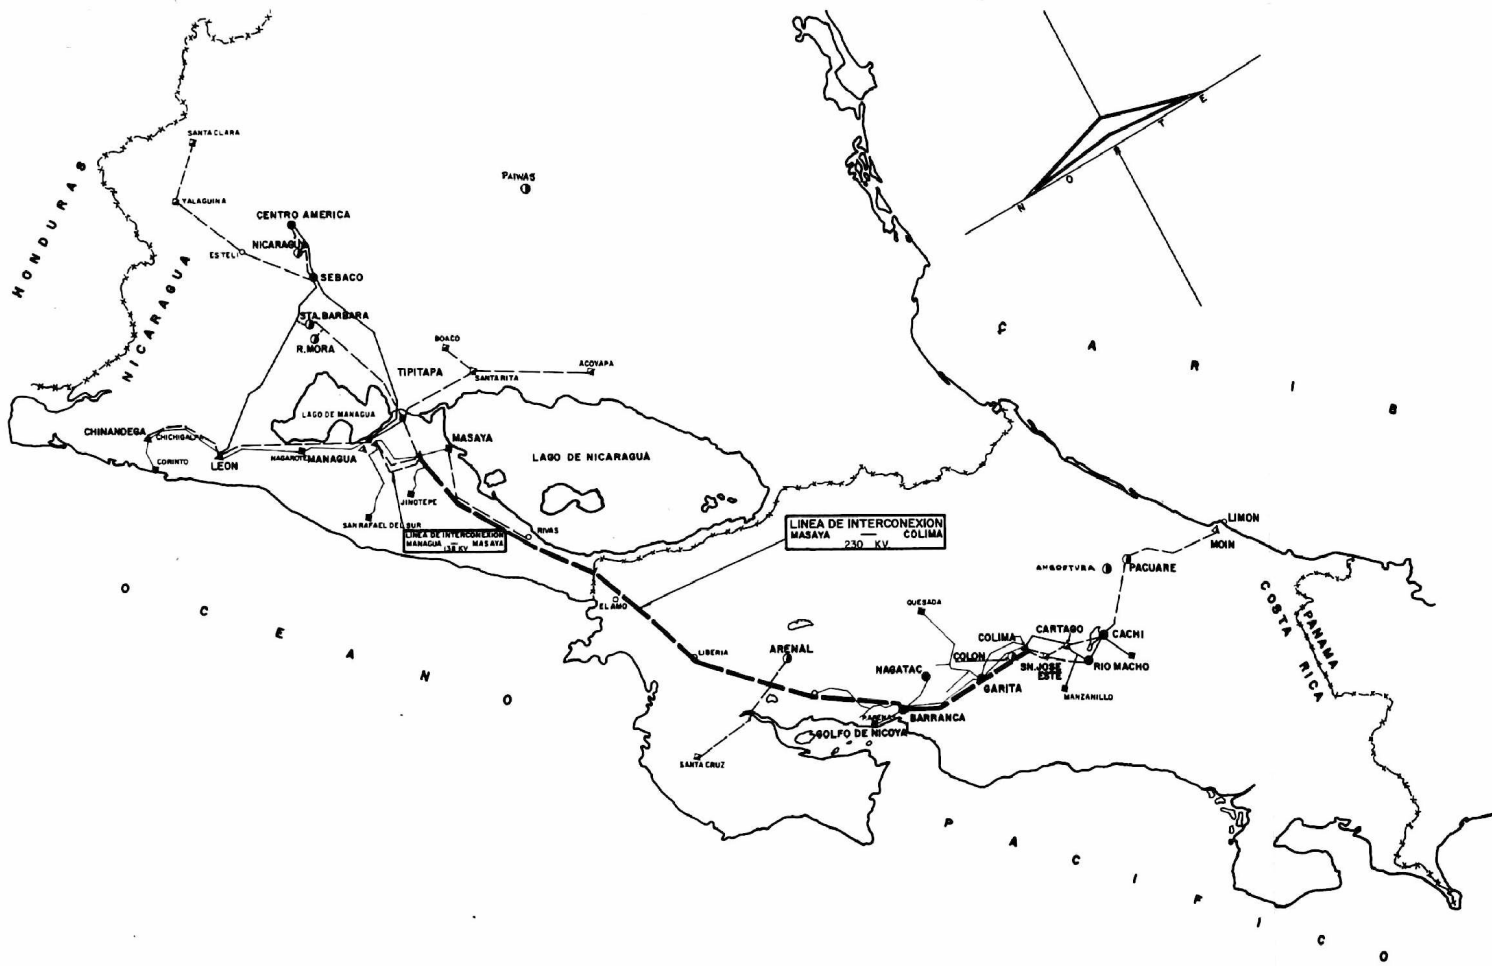 HONDURAS
NICARAGUA
SANTA CLARA
YALAGUINA
CENTRO AMERICA
NICARAGUA
ESTELI
SEBACO
STA. BARBARA
R. MORA
PAIWAS
BOACO
SANTA RITA
ACOYAPA
TIPITAPA
LAGO DE MANAGUA
CHINANDEGA
CHICHIGALPA
CORINTO
LEON
NAGAROTE
MANAGUA
MASAYA
LAGO DE NICARAGUA
JINOTEPE
SAN RAFAEL DEL SUR
RIVAS
LINEA DE INTERCONEXION
MANAGUA — MASAYA
138 KV
LINEA DE INTERCONEXION
MASAYA — COLIMA
230 KV.
N
O
R
T
E
CARIB
LIMON
MOIN
PACUARE
ANGOSTURA
EL AMO
LIBERIA
QUESADA
COLIMA
CARTAGO
CACHI
ARENAL
COLON
SN. JOSE
ESTE
RIO MACHO
NAGATAC
GARITA
MANZANILLO
BARRANCA
GOLFO DE NICOYA
SANTA CRUZ
COSTA RICA
PANAMA
OCEANO
PACIFICO